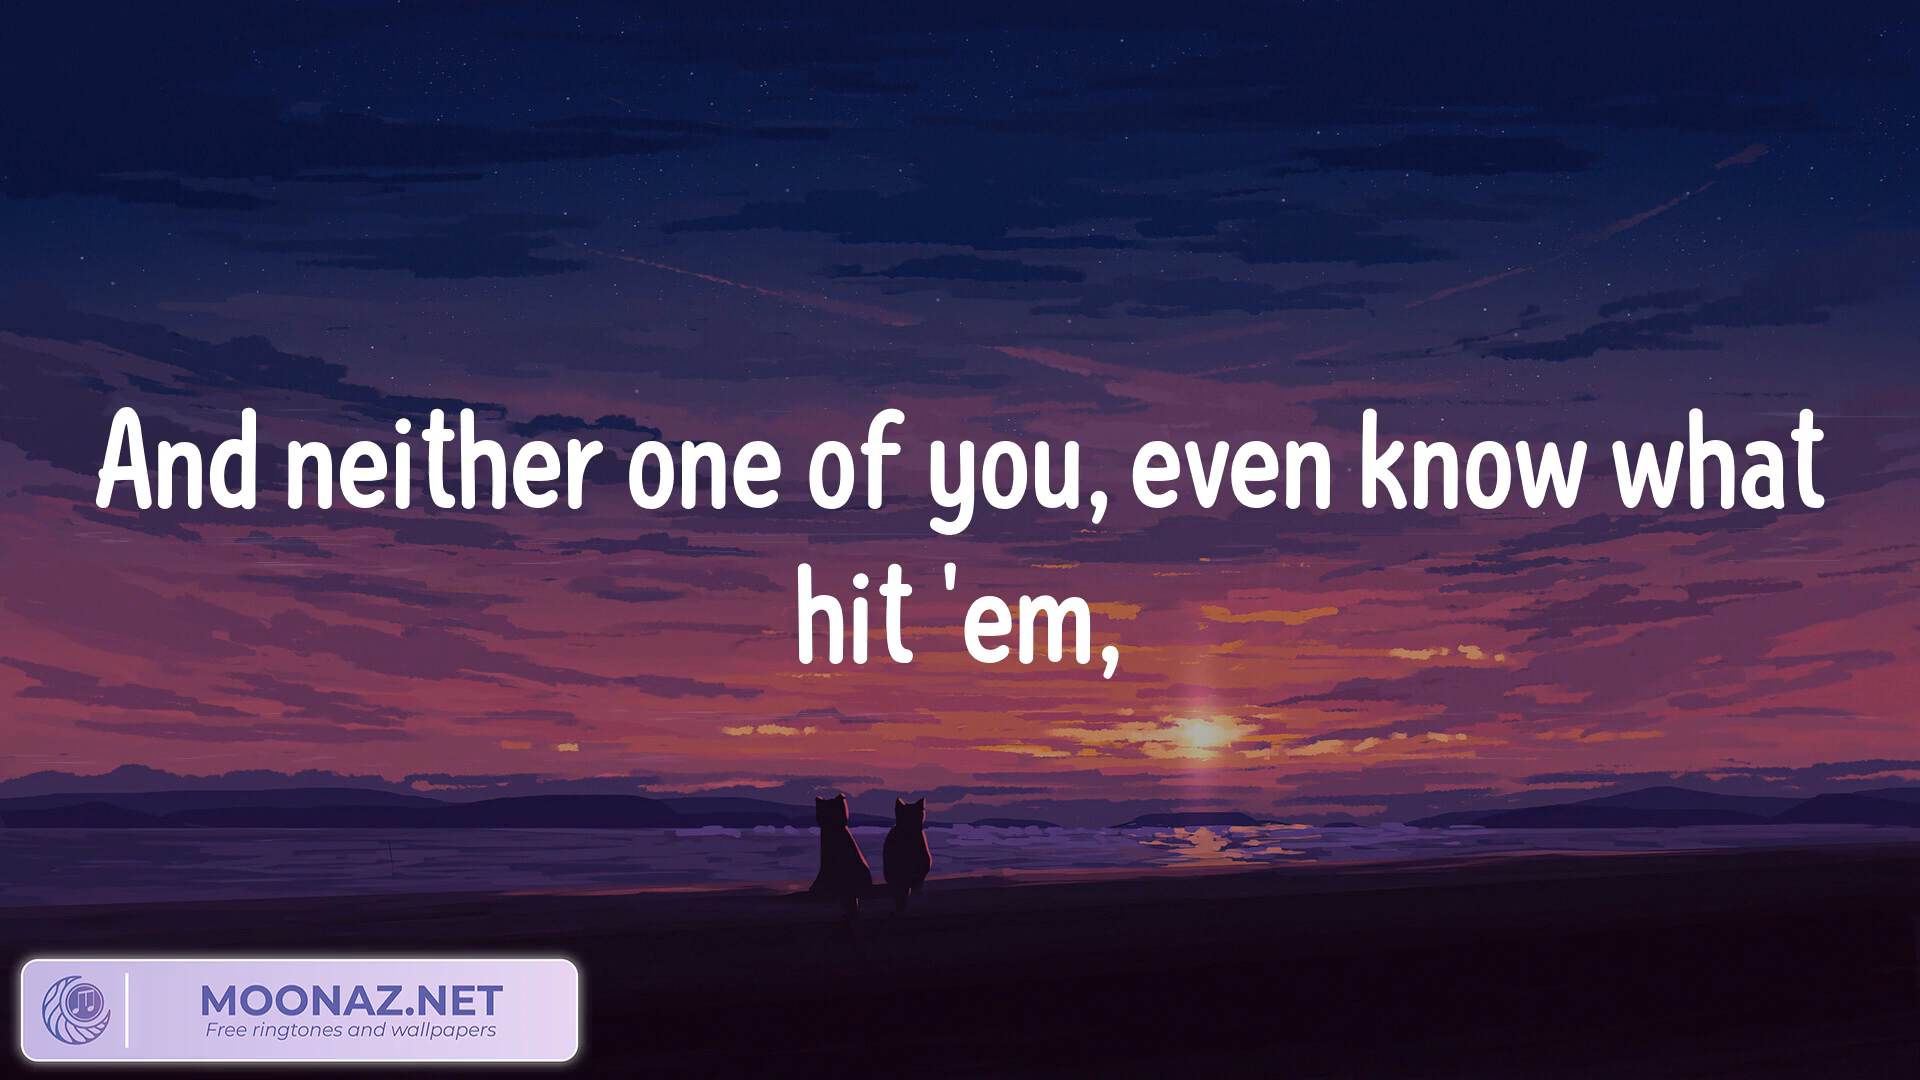 And neither one of you, even know what
hit 'em,
MOONAZ.NET
Free ringtones and wallpapers